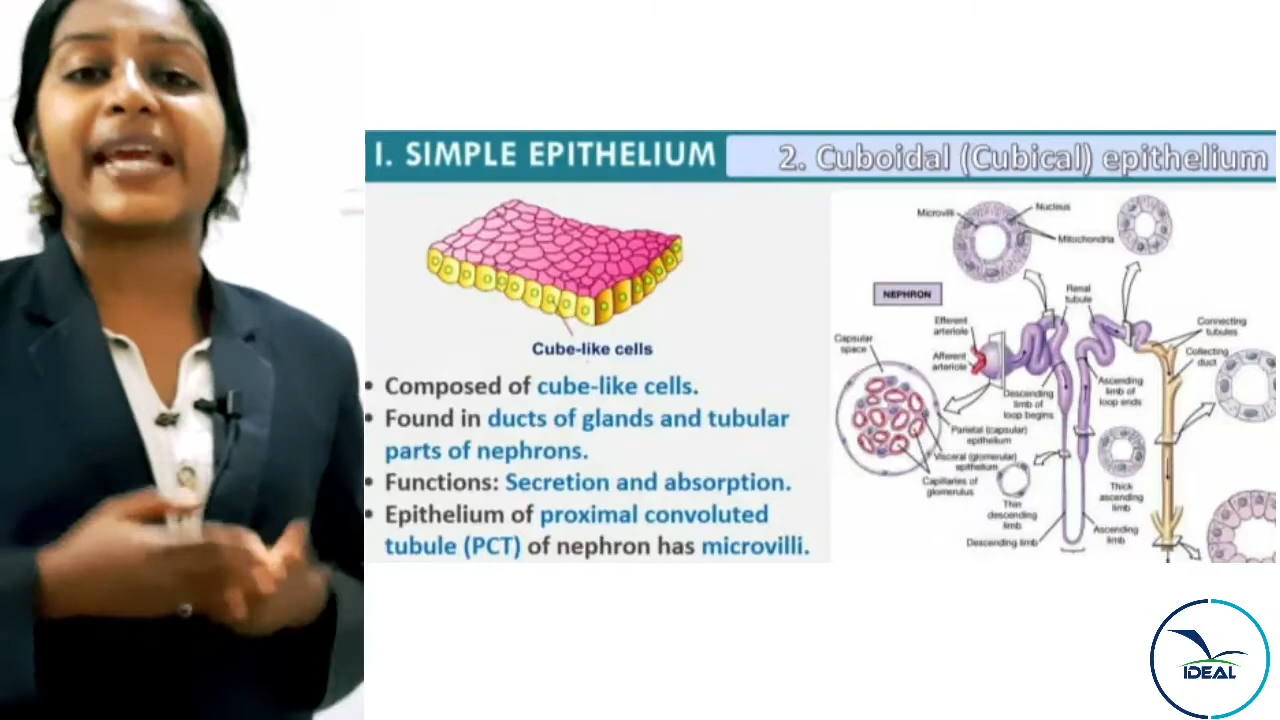 I. SIMPLE EPITHELIUM
2. Cuboidal (Cubical) epithelium
Cube-like cells
• Composed of cube-like cells.
• Found in ducts of glands and tubular
parts of nephrons.
• Functions: Secretion and absorption.
• Epithelium of proximal convoluted
tubule (PCT) of nephron has microvilli.
Microvilli
Nucleus
Mitochondria
NEPHRON
Renal
tubule
Efferent
arteriole
Afferent
arteriole
Capsular
space
Connecting
tubules
Collecting
duct
Descending
limb of
loop begins
Ascending
limb of
loop ends
Parietal (capsular)
epithelium
Visceral (glomerular)
epithelium
Capillaries of
glomerulus
Thin
descending
limb
Thick
ascending
limb
Descending limb
Ascending
limb
IDEAL